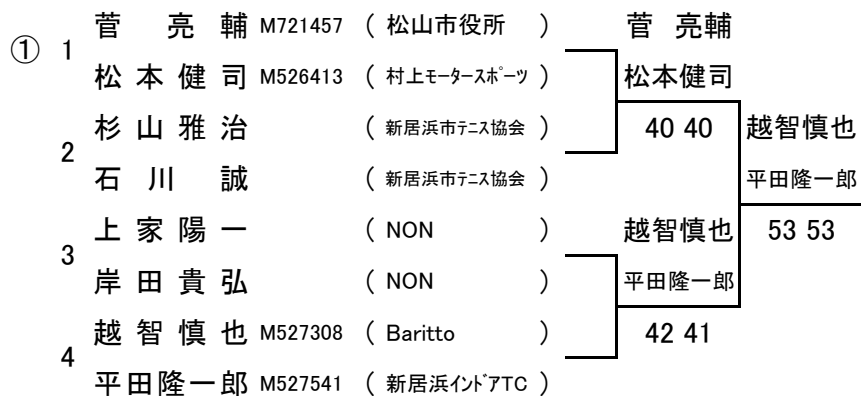 菅 亮 輔 M721457 ( 松山市役所 ) 菅 亮輔
① 1
松 本 健 司 M526413 ( 村上モータースポーツ ) 松本健司
杉 山 雅 治 ( 新居浜市テニス協会 ) 40 40 越智慎也
2
石 川 誠 ( 新居浜市テニス協会 ) 平田隆一郎
上 家 陽 一 ( NON ) 越智慎也 53 53
3
岸 田 貴 弘 ( NON ) 平田隆一郎
越 智 慎 也 M527308 ( Baritto ) 42 41
4
平田隆一郎 M527541 ( 新居浜インドアTC )